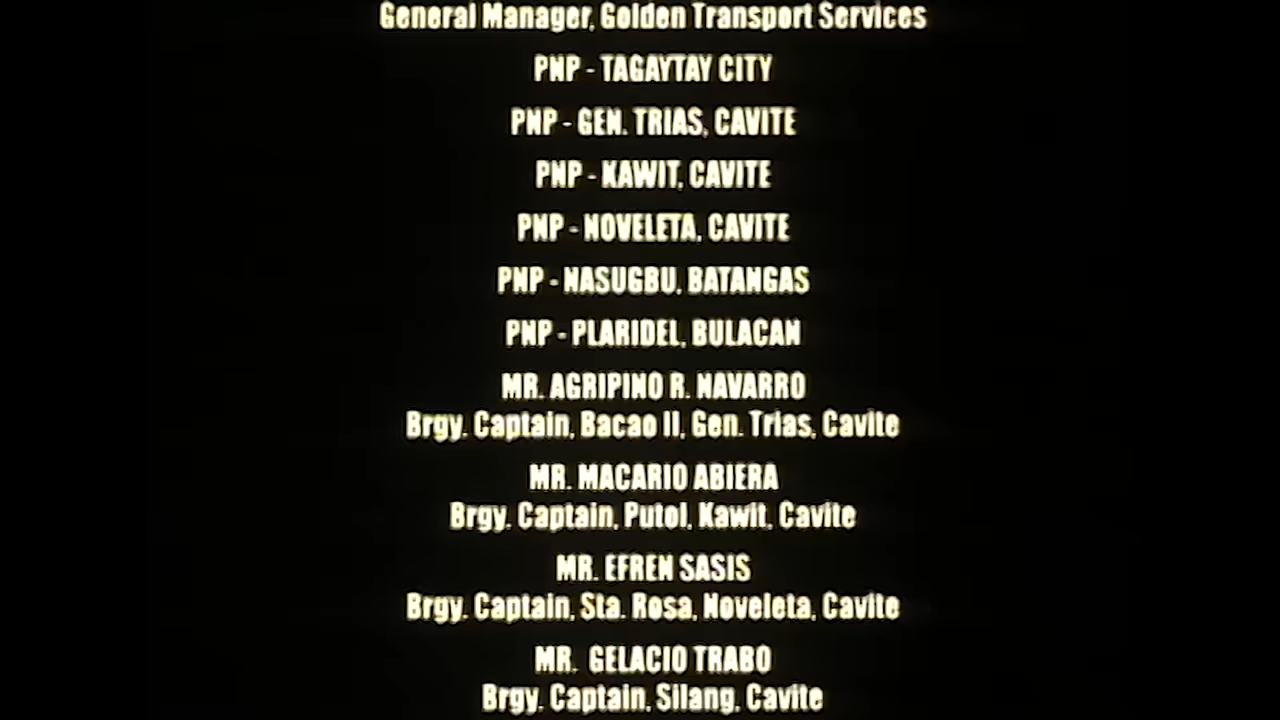 General Manager, Golden Transport Services
PNP - TAGAYTAY CITY
PNP - GEN. TRIAS, CAVITE
PNP - KAWIT, CAVITE
PNP - NOVELETA, CAVITE
PNP - NASUGBU, BATANGAS
PNP - PLARIDEL, BULACAN
MR. AGRIPINO R. NAVARRO
Brgy. Captain, Bacao II, Gen. Trias, Cavite
MR. MACARIO ABIERA
Brgy. Captain, Putol, Kawit, Cavite
MR. EFREN SASIS
Brgy. Captain, Sta. Rosa, Noveleta, Cavite
MR. GELACIO TRABO
Brgy. Captain, Silang, Cavite